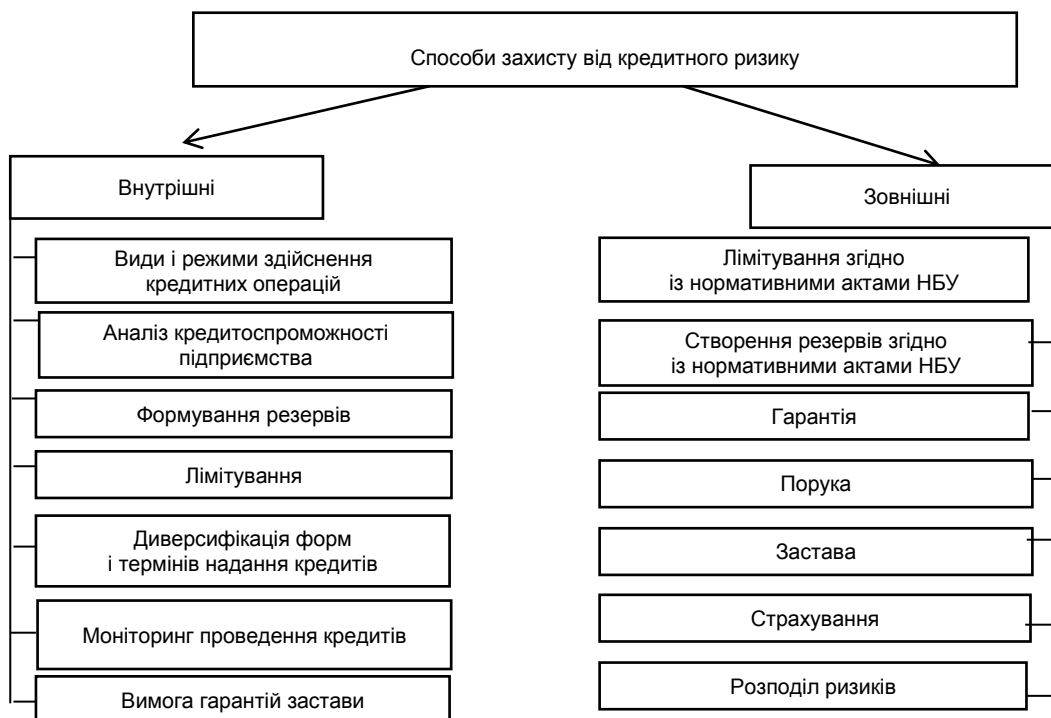 Способи захисту від кредитного ризику
Внутрішні
Види і режими здійснення
кредитних операцій
Аналіз кредитоспроможності
підприємства
Формування резервів
Лімітування
Диверсифікація форм
і термінів надання кредитів
Моніторинг проведення кредитів
Вимога гарантій застави
Зовнішні
Лімітування згідно
із нормативними актами НБУ
Створення резервів згідно
із нормативними актами НБУ
Гарантія
Порука
Застава
Страхування
Розподіл ризиків